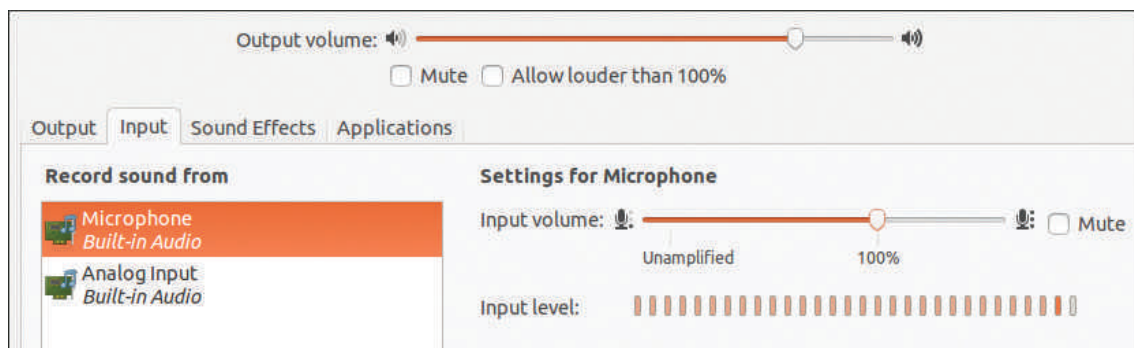 Output volume:
Mute Allow louder than 100%
Output Input Sound Effects Applications
Record sound from
Microphone
Built-in Audio
Analog Input
Built-in Audio
Settings for Microphone
Input volume: Mute
Unamplified 100%
Input level: